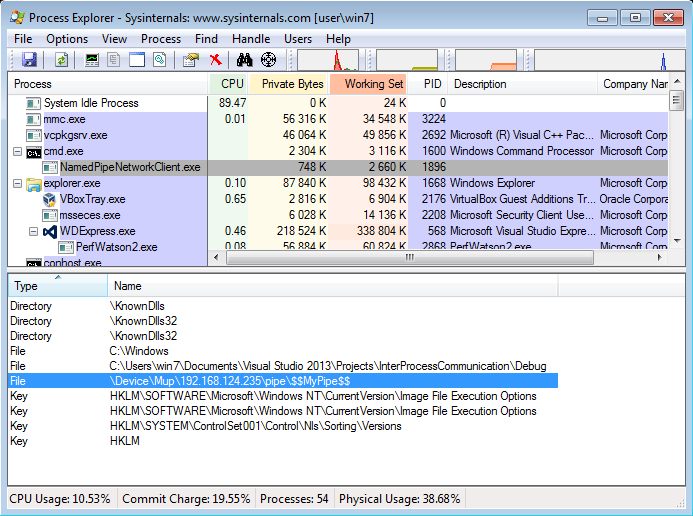 Process Explorer - Sysinternals: www.sysinternals.com [user\win7]
File Options View Process Find Handle Users Help
Process CPU Private Bytes Working Set PID Description Company Nar
System Idle Process 89.47 0 K 24 K 0
mmc.exe 0.01 56 316 K 34 548 K 3224
vcpkgsrv.exe 46 064 K 49 856 K 2692 Microsoft (R) Visual C++ Pac... Microsoft Corp
cmd.exe 2 304 K 3 116 K 1600 Windows Command Processor Microsoft Corp
NamedPipeNetworkClient.exe 748 K 2 660 K 1896
explorer.exe 0.10 87 840 K 98 432 K 1668 Windows Explorer Microsoft Corp
VBoxTray.exe 0.65 2 816 K 6 904 K 2176 VirtualBox Guest Additions Tr... Oracle Corpora
msseces.exe 6 028 K 14 136 K 2208 Microsoft Security Client Use... Microsoft Corp
WDExpress.exe 0.46 218 524 K 338 804 K 568 Microsoft Visual Studio Expre... Microsoft Corp
PerfWatson2.exe 0.08 56 884 K 60 824 K 2868 PerfWatson2.exe Microsoft Corp
conhost.exe
Type Name
Directory \KnownDlls
Directory \KnownDlls32
Directory \KnownDlls32
File C:\Windows
File C:\Users\win7\Documents\Visual Studio 2013\Projects\InterProcessCommunication\Debug
File \Device\Mup\192.168.124.235\pipe\$$MyPipe$$
Key HKLM\SOFTWARE\Microsoft\Windows NT\CurrentVersion\Image File Execution Options
Key HKLM\SOFTWARE\Microsoft\Windows NT\CurrentVersion\Image File Execution Options
Key HKLM\SYSTEM\ControlSet001\Control\Nls\Sorting\Versions
Key HKLM
CPU Usage: 10.53% Commit Charge: 19.55% Processes: 54 Physical Usage: 38.68%